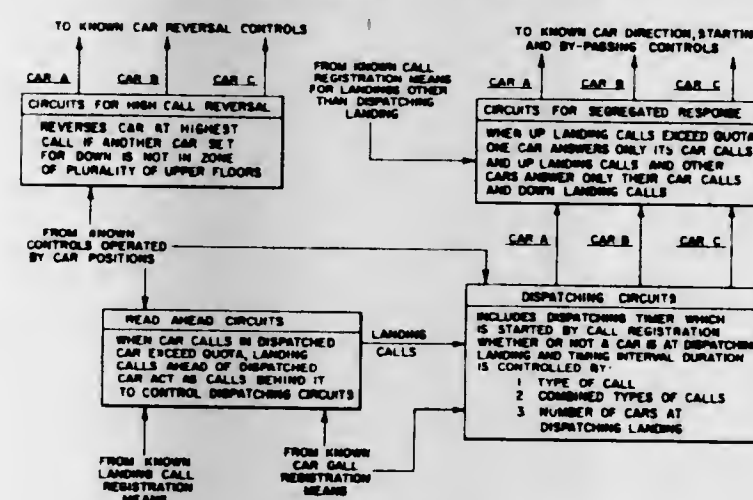 TO KNOWN CAR REVERSAL CONTROLS
CAR A CAR B CAR C
CIRCUITS FOR HIGH CALL REVERSAL
REVERSES CAR AT HIGHEST
CALL IF ANOTHER CAR SET
FOR DOWN IS NOT IN ZONE
OF PLURALITY OF UPPER FLOORS
FROM KNOWN CALL
REGISTRATION MEANS
FOR LANDINGS OTHER
THAN DISPATCHING
LANDING
TO KNOWN CAR DIRECTION, STARTIN
AND BY-PASSING CONTROLS
CAR A CAR B CAR C
CIRCUITS FOR SEGREGATED RESPONSE
WHEN UP LANDING CALLS EXCEED QUOTA
ONE CAR ANSWERS ONLY ITS CAR CALLS
AND UP LANDING CALLS AND OTHER
CARS ANSWER ONLY THEIR CAR CALLS
AND DOWN LANDING CALLS
CAR A CAR B CAR C
FROM KNOWN
CONTROLS OPERATED
BY CAR POSITIONS
READ AHEAD CIRCUITS
WHEN CAR CALLS IN DISPATCHED
CAR EXCEED QUOTA, LANDING
CALLS AHEAD OF DISPATCHED
CAR ACT AS CALLS BEHIND IT
TO CONTROL DISPATCHING CIRCUITS
LANDING
CALLS
DISPATCHING CIRCUITS
INCLUDES DISPATCHING TIMER WHICH
IS STARTED BY CALL REGISTRATION
WHETHER OR NOT A CAR IS AT DISPATCHING
LANDING AND TIMING INTERVAL DURATION
IS CONTROLLED BY:
1 TYPE OF CALL
2 COMBINED TYPES OF CALLS
3 NUMBER OF CARS AT
DISPATCHING LANDING
FROM KNOWN
LANDING CALL
REGISTRATION
MEANS
FROM KNOWN
CAR CALL
REGISTRATION
MEANS